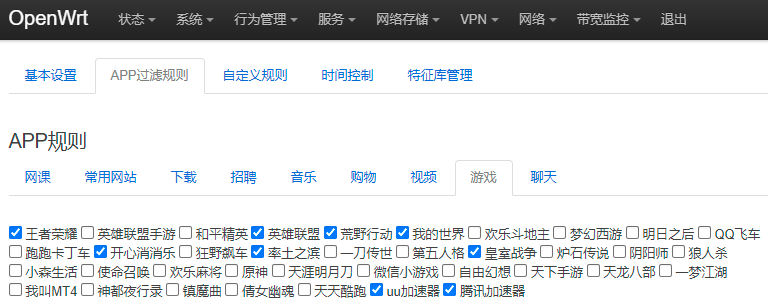 OpenWrt 状态 系统 行为管理 服务 网络存储 VPN 网络 带宽监控 退出
基本设置 APP过滤规则 自定义规则 时间控制 特征库管理
APP规则
网课 常用网站 下载 招聘 音乐 购物 视频 游戏 聊天
王者荣耀 英雄联盟手游 和平精英 英雄联盟 荒野行动 我的世界 欢乐斗地主 梦幻西游 明日之后 QQ飞车
跑跑卡丁车 开心消消乐 狂野飙车 率土之滨 一刀传世 第五人格 皇室战争 炉石传说 阴阳师 狼人杀
小森生活 使命召唤 欢乐麻将 原神 天涯明月刀 微信小游戏 自由幻想 天下手游 天龙八部 一梦江湖
我叫MT4 神都夜行录 镇魔曲 倩女幽魂 天天酷跑 uu加速器 腾讯加速器